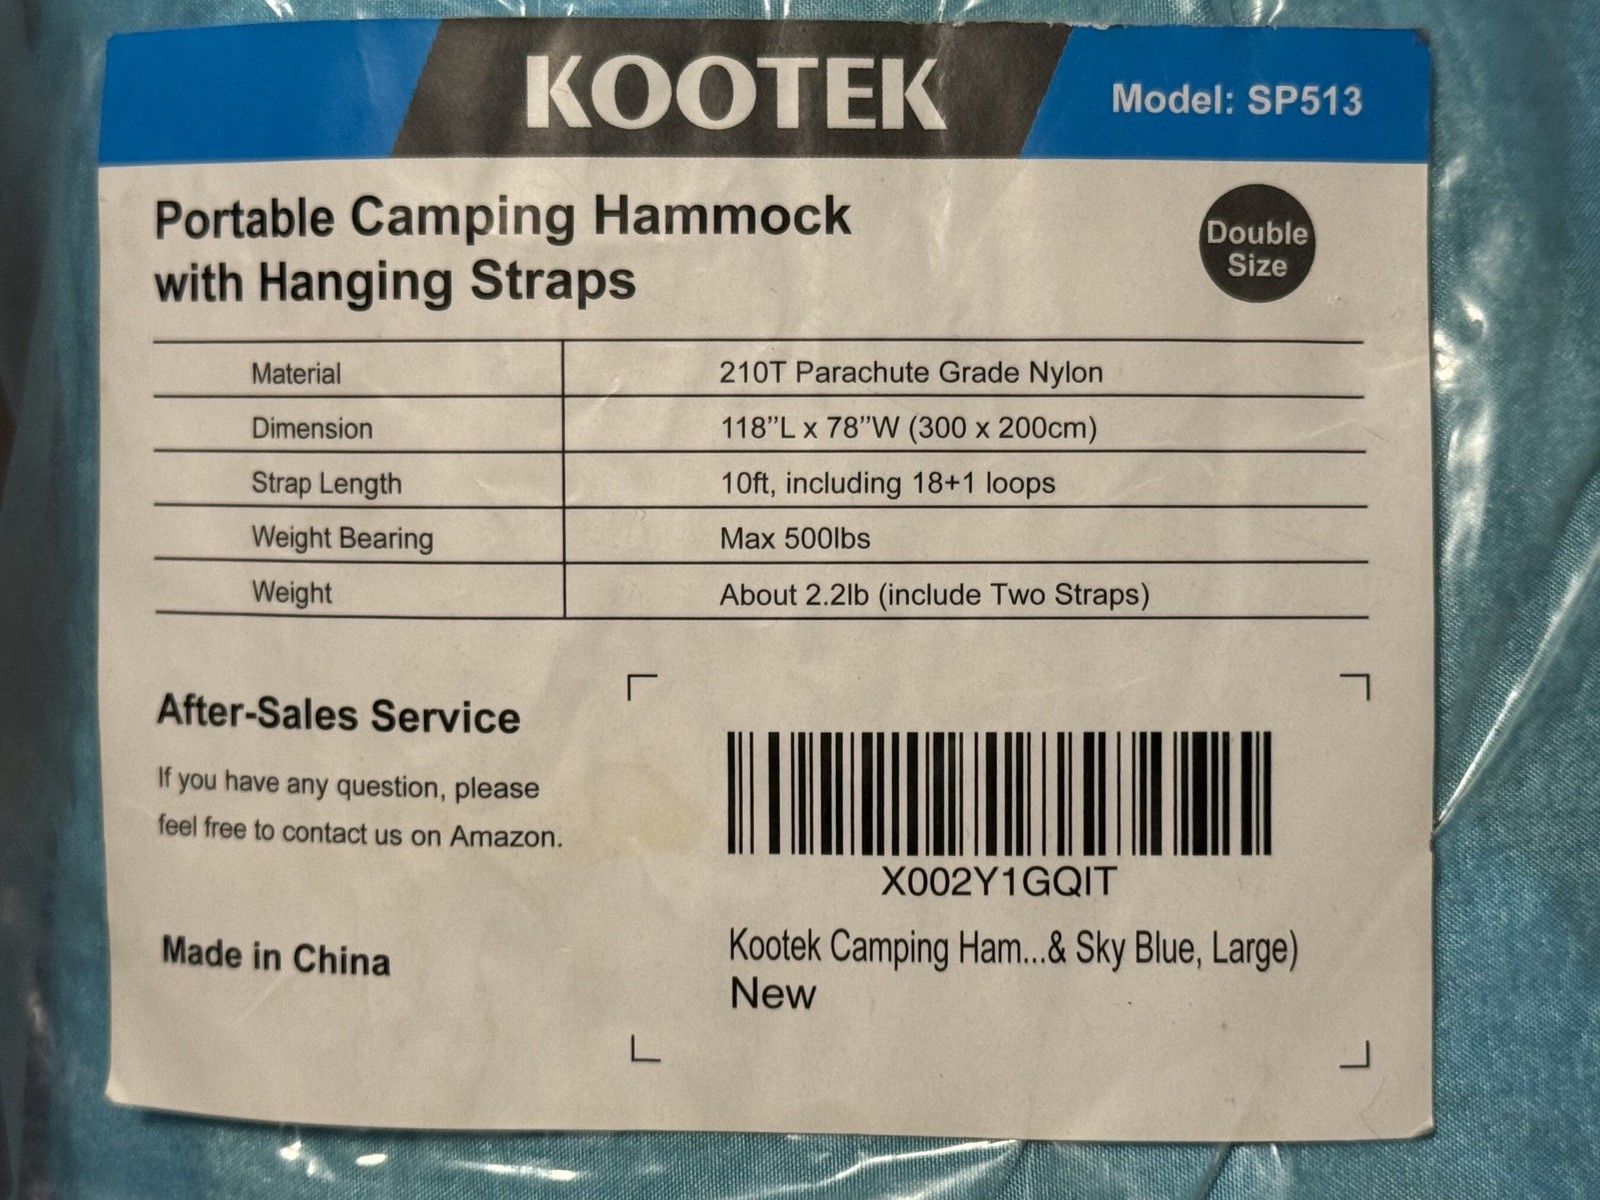 KOOTEK
Model: SP513
Portable Camping Hammock
with Hanging Straps
Double
Size
Material 210T Parachute Grade Nylon
Dimension 118”L x 78”W (300 x 200cm)
Strap Length 10ft, including 18+1 loops
Weight Bearing Max 500lbs
Weight About 2.2lb (include Two Straps)
After-Sales Service
If you have any question, please
feel free to contact us on Amazon.
Made in China
X002Y1GQIT
Kootek Camping Ham...& Sky Blue, Large)
New